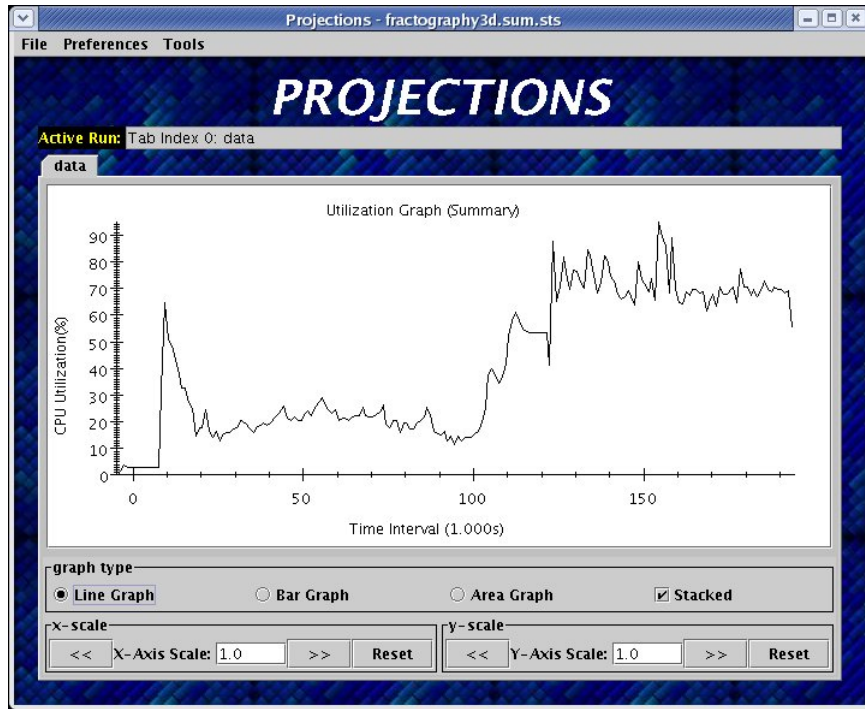 Projections - fractography3d.sum.sts
File Preferences Tools
PROJECTIONS
Active Run: Tab Index 0: data
data
Utilization Graph (Summary)
90
80
70
60
50
40
30
20
10
0
CPU Utilization(%)
0 50 100 150
Time Interval (1.000s)
graph type
Line Graph Bar Graph Area Graph Stacked
x-scale y-scale
<< X-Axis Scale: 1.0 >> Reset << Y-Axis Scale: 1.0 >> Reset